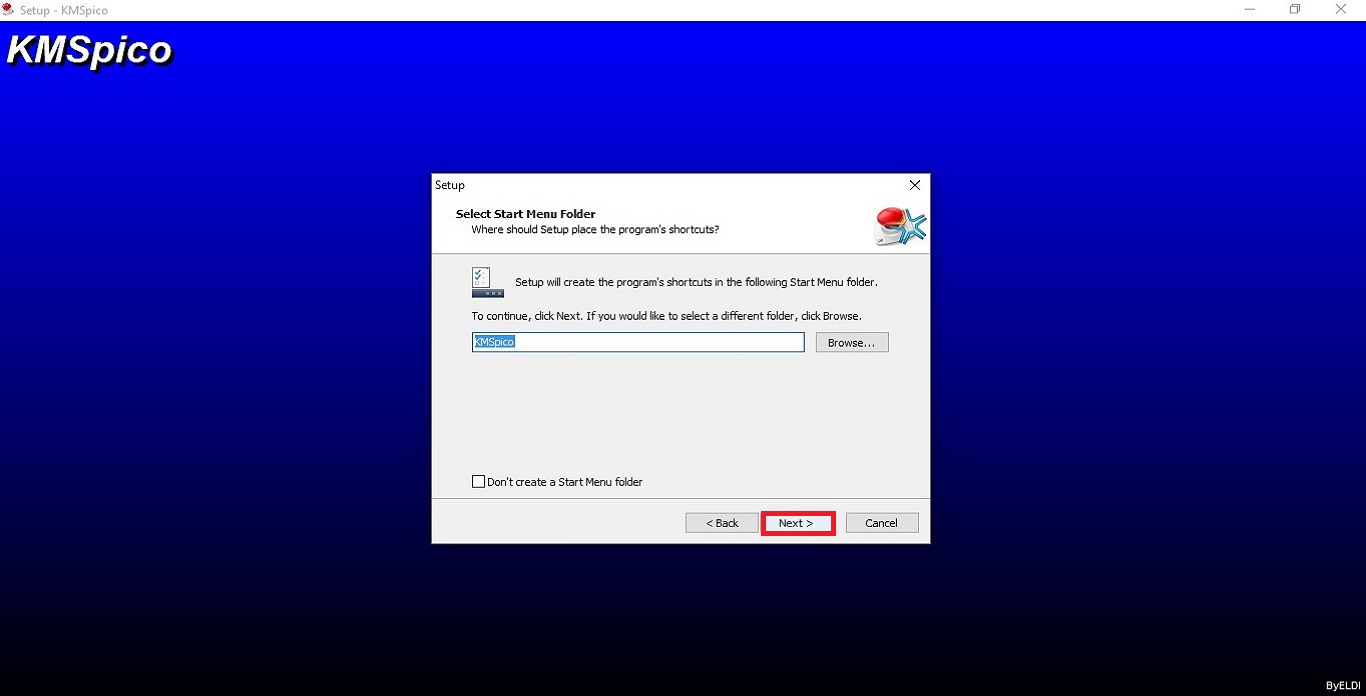 Setup - KMSpico
KMSpico
Setup
Select Start Menu Folder
Where should Setup place the program's shortcuts?
Setup will create the program's shortcuts in the following Start Menu folder.
To continue, click Next. If you would like to select a different folder, click Browse.
KMSpico
Browse...
Don't create a Start Menu folder
< Back
Next >
Cancel
ByELDI